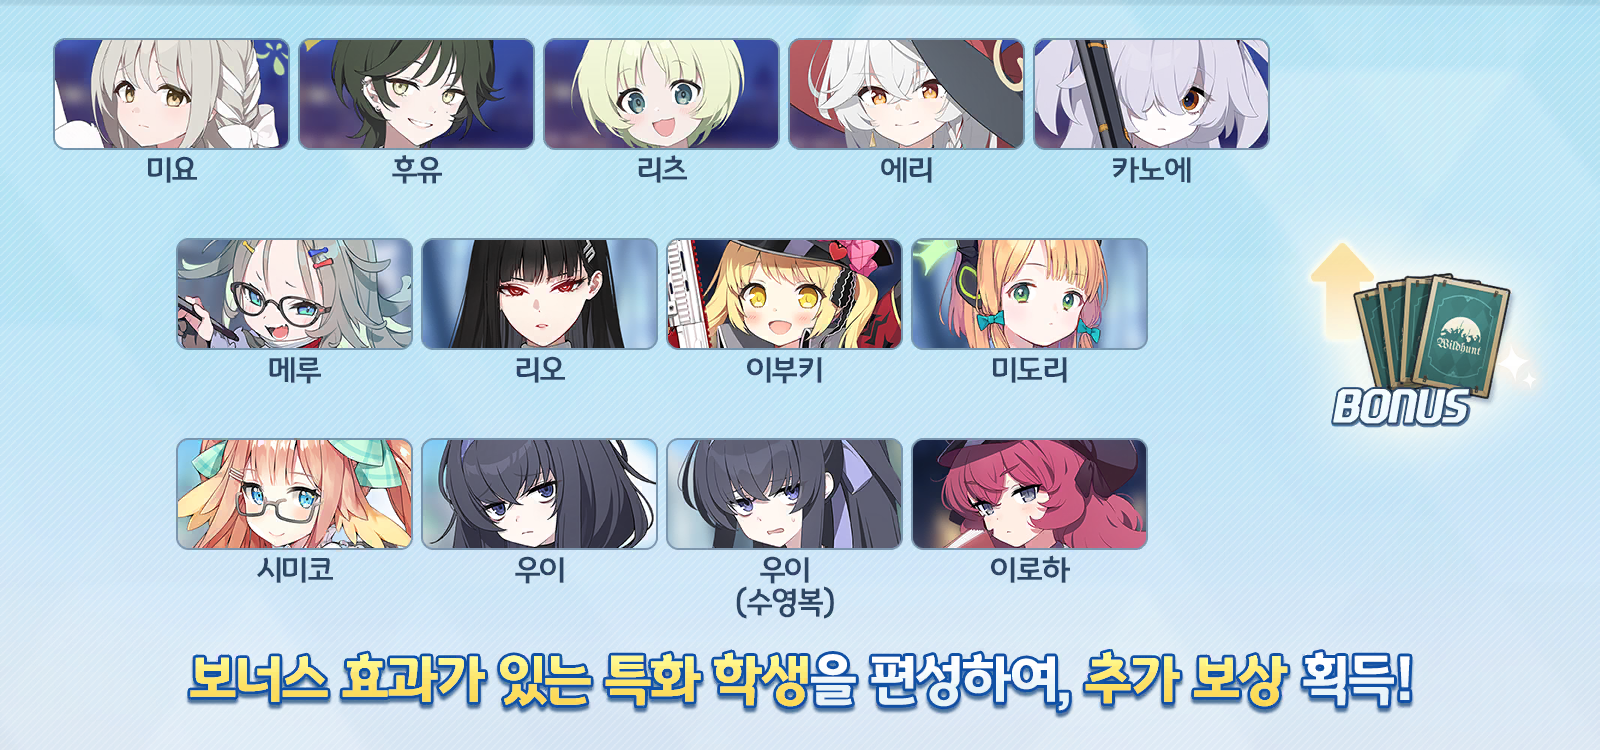 미요
후유
리츠
에리
카노에
메루
리오
이부키
미도리
Wildhunt
BONUS
시미코
우이
우이
(수영복)
이로하
보너스 효과가 있는 특화 학생을 편성하여, 추가 보상 획득!